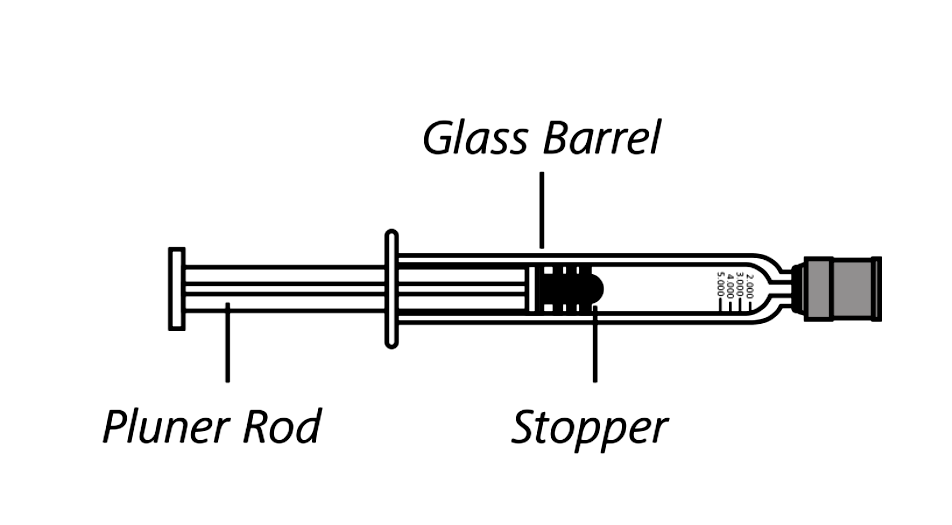 Glass Barrel
2.000
3.000
4.000
5.000
Pluner Rod
Stopper